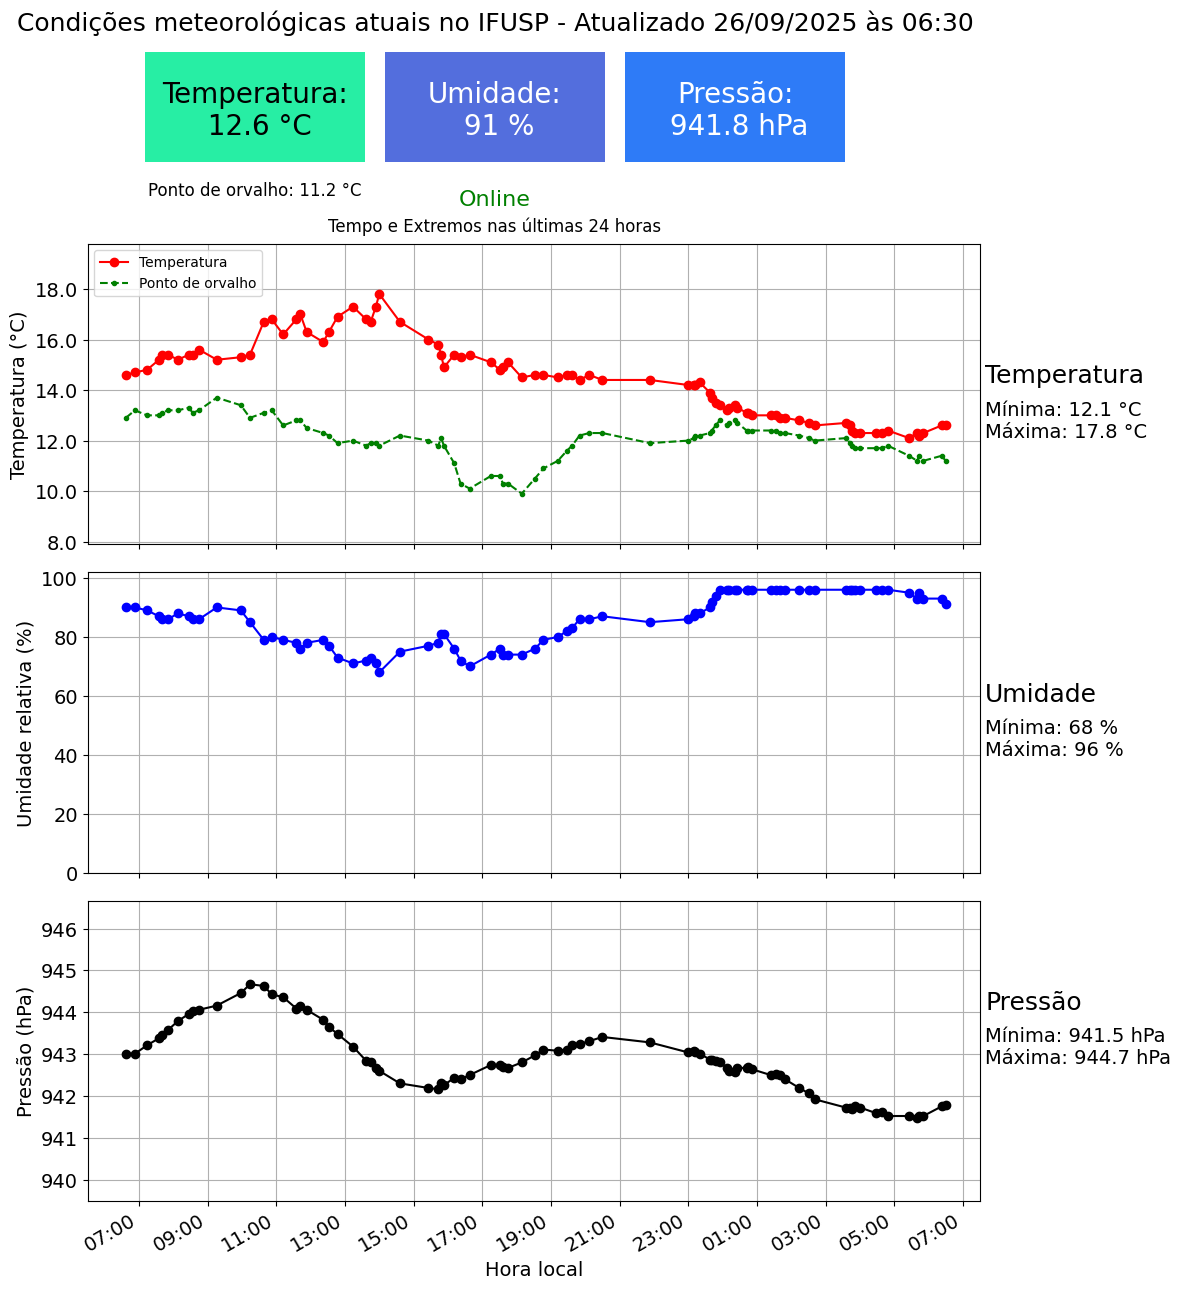 Condições meteorológicas atuais no IFUSP - Atualizado 26/09/2025 às 06:30
Temperatura:
12.6 °C
Umidade:
91 %
Pressão:
941.8 hPa
Ponto de orvalho: 11.2 °C
Online
Tempo e Extremos nas últimas 24 horas
Temperatura
Ponto de orvalho
Temperatura (°C)
18.0
16.0
14.0
12.0
10.0
8.0
Temperatura
Mínima: 12.1 °C
Máxima: 17.8 °C
Umidade relativa (%)
100
80
60
40
20
0
Umidade
Mínima: 68 %
Máxima: 96 %
Pressão (hPa)
946
945
944
943
942
941
940
Pressão
Mínima: 941.5 hPa
Máxima: 944.7 hPa
07:00 09:00 11:00 13:00 15:00 17:00 19:00 21:00 23:00 01:00 03:00 05:00 07:00
Hora local